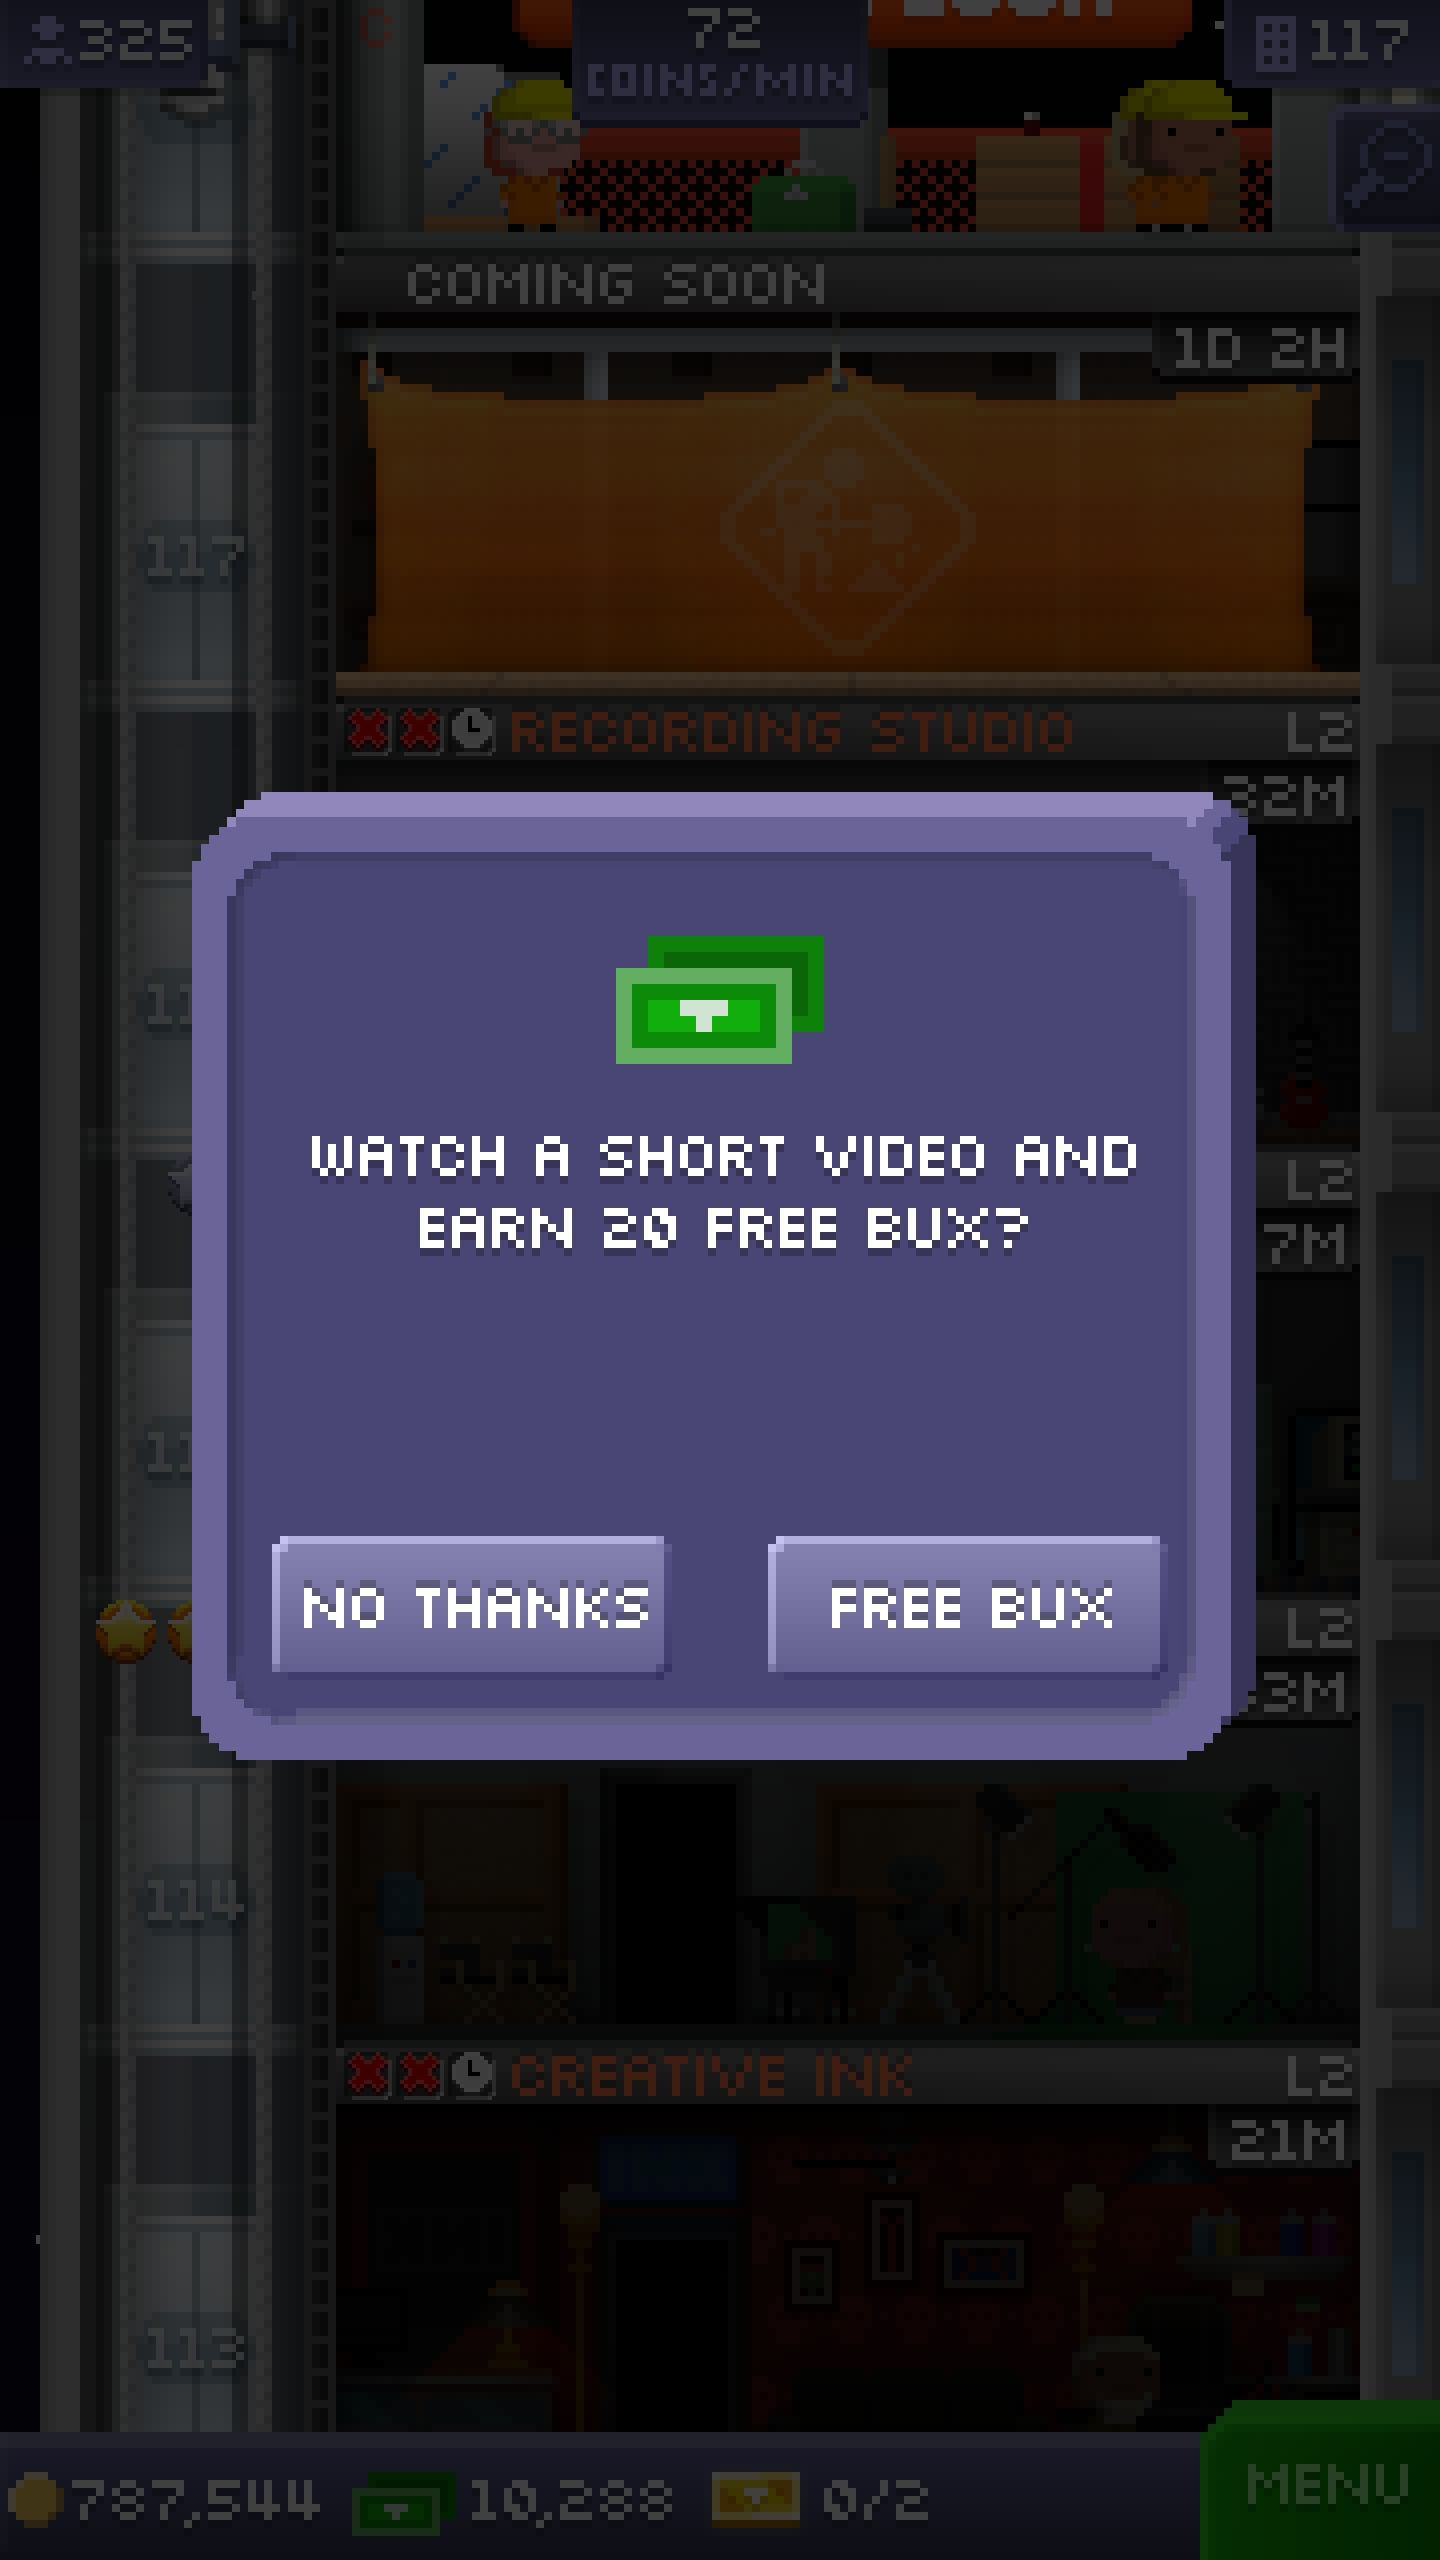 325
72
COINS/MIN
117
COMING SOON
1D 2H
117
RECORDING STUDIO
L2
32M
WATCH A SHORT VIDEO AND
EARN 20 FREE BUX?
L2
7M
NO THANKS
FREE BUX
L2
3M
114
CREATIVE INK
L2
21M
113
787,544
10,288
0/2
MENU